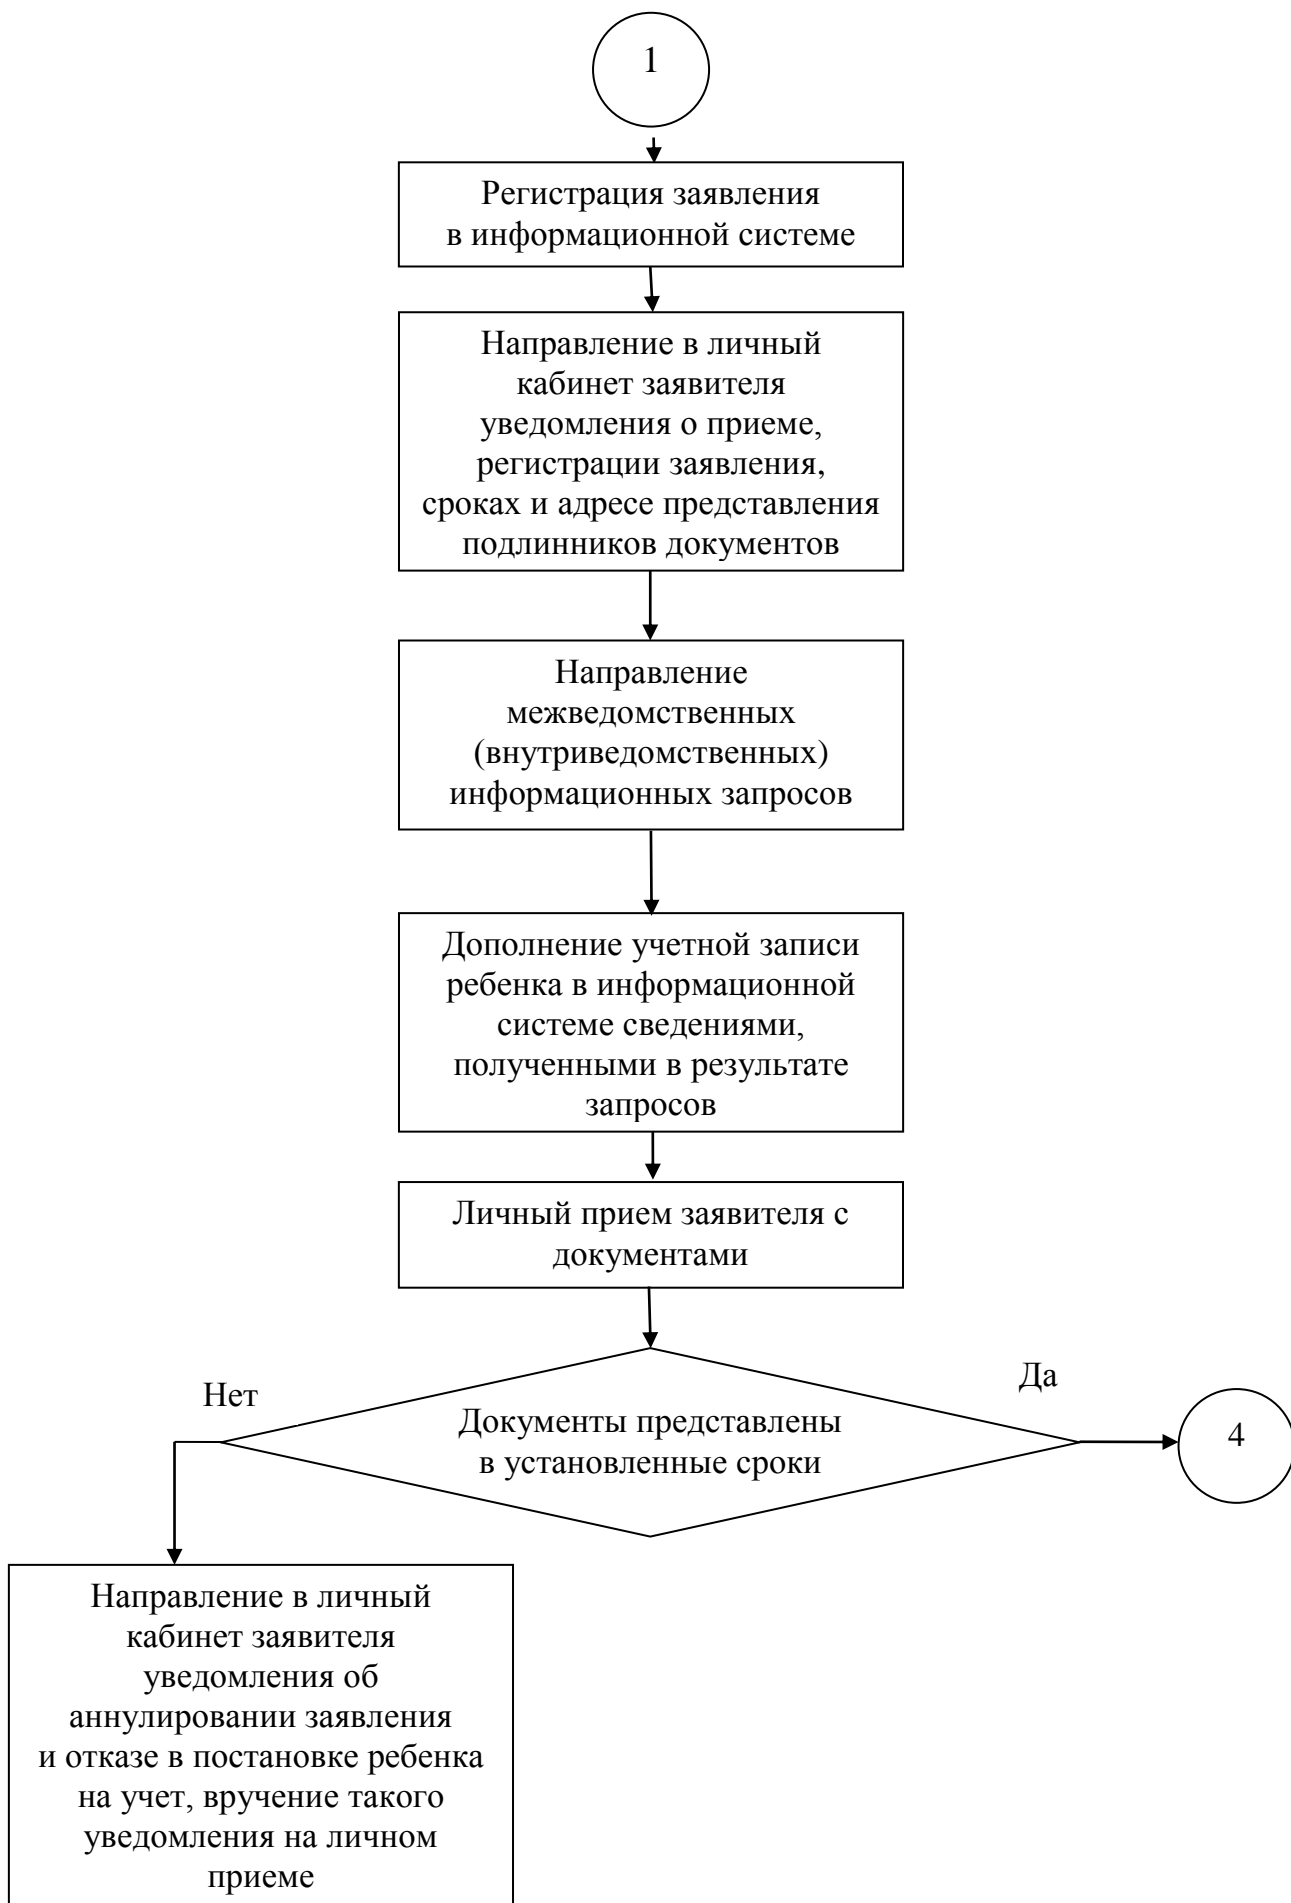 1
Регистрация заявления
в информационной системе
Направление в личный
кабинет заявителя
уведомления о приеме,
регистрации заявления,
сроках и адресе представления
подлинников документов
Направление
межведомственных
(внутриведомственных)
информационных запросов
Дополнение учетной записи
ребенка в информационной
системе сведениями,
полученными в результате
запросов
Личный прием заявителя с
документами
Да
Нет
Документы представлены
в установленные сроки
4
Направление в личный
кабинет заявителя
уведомления об
аннулировании заявления
и отказе в постановке ребенка
на учет, вручение такого
уведомления на личном
приеме